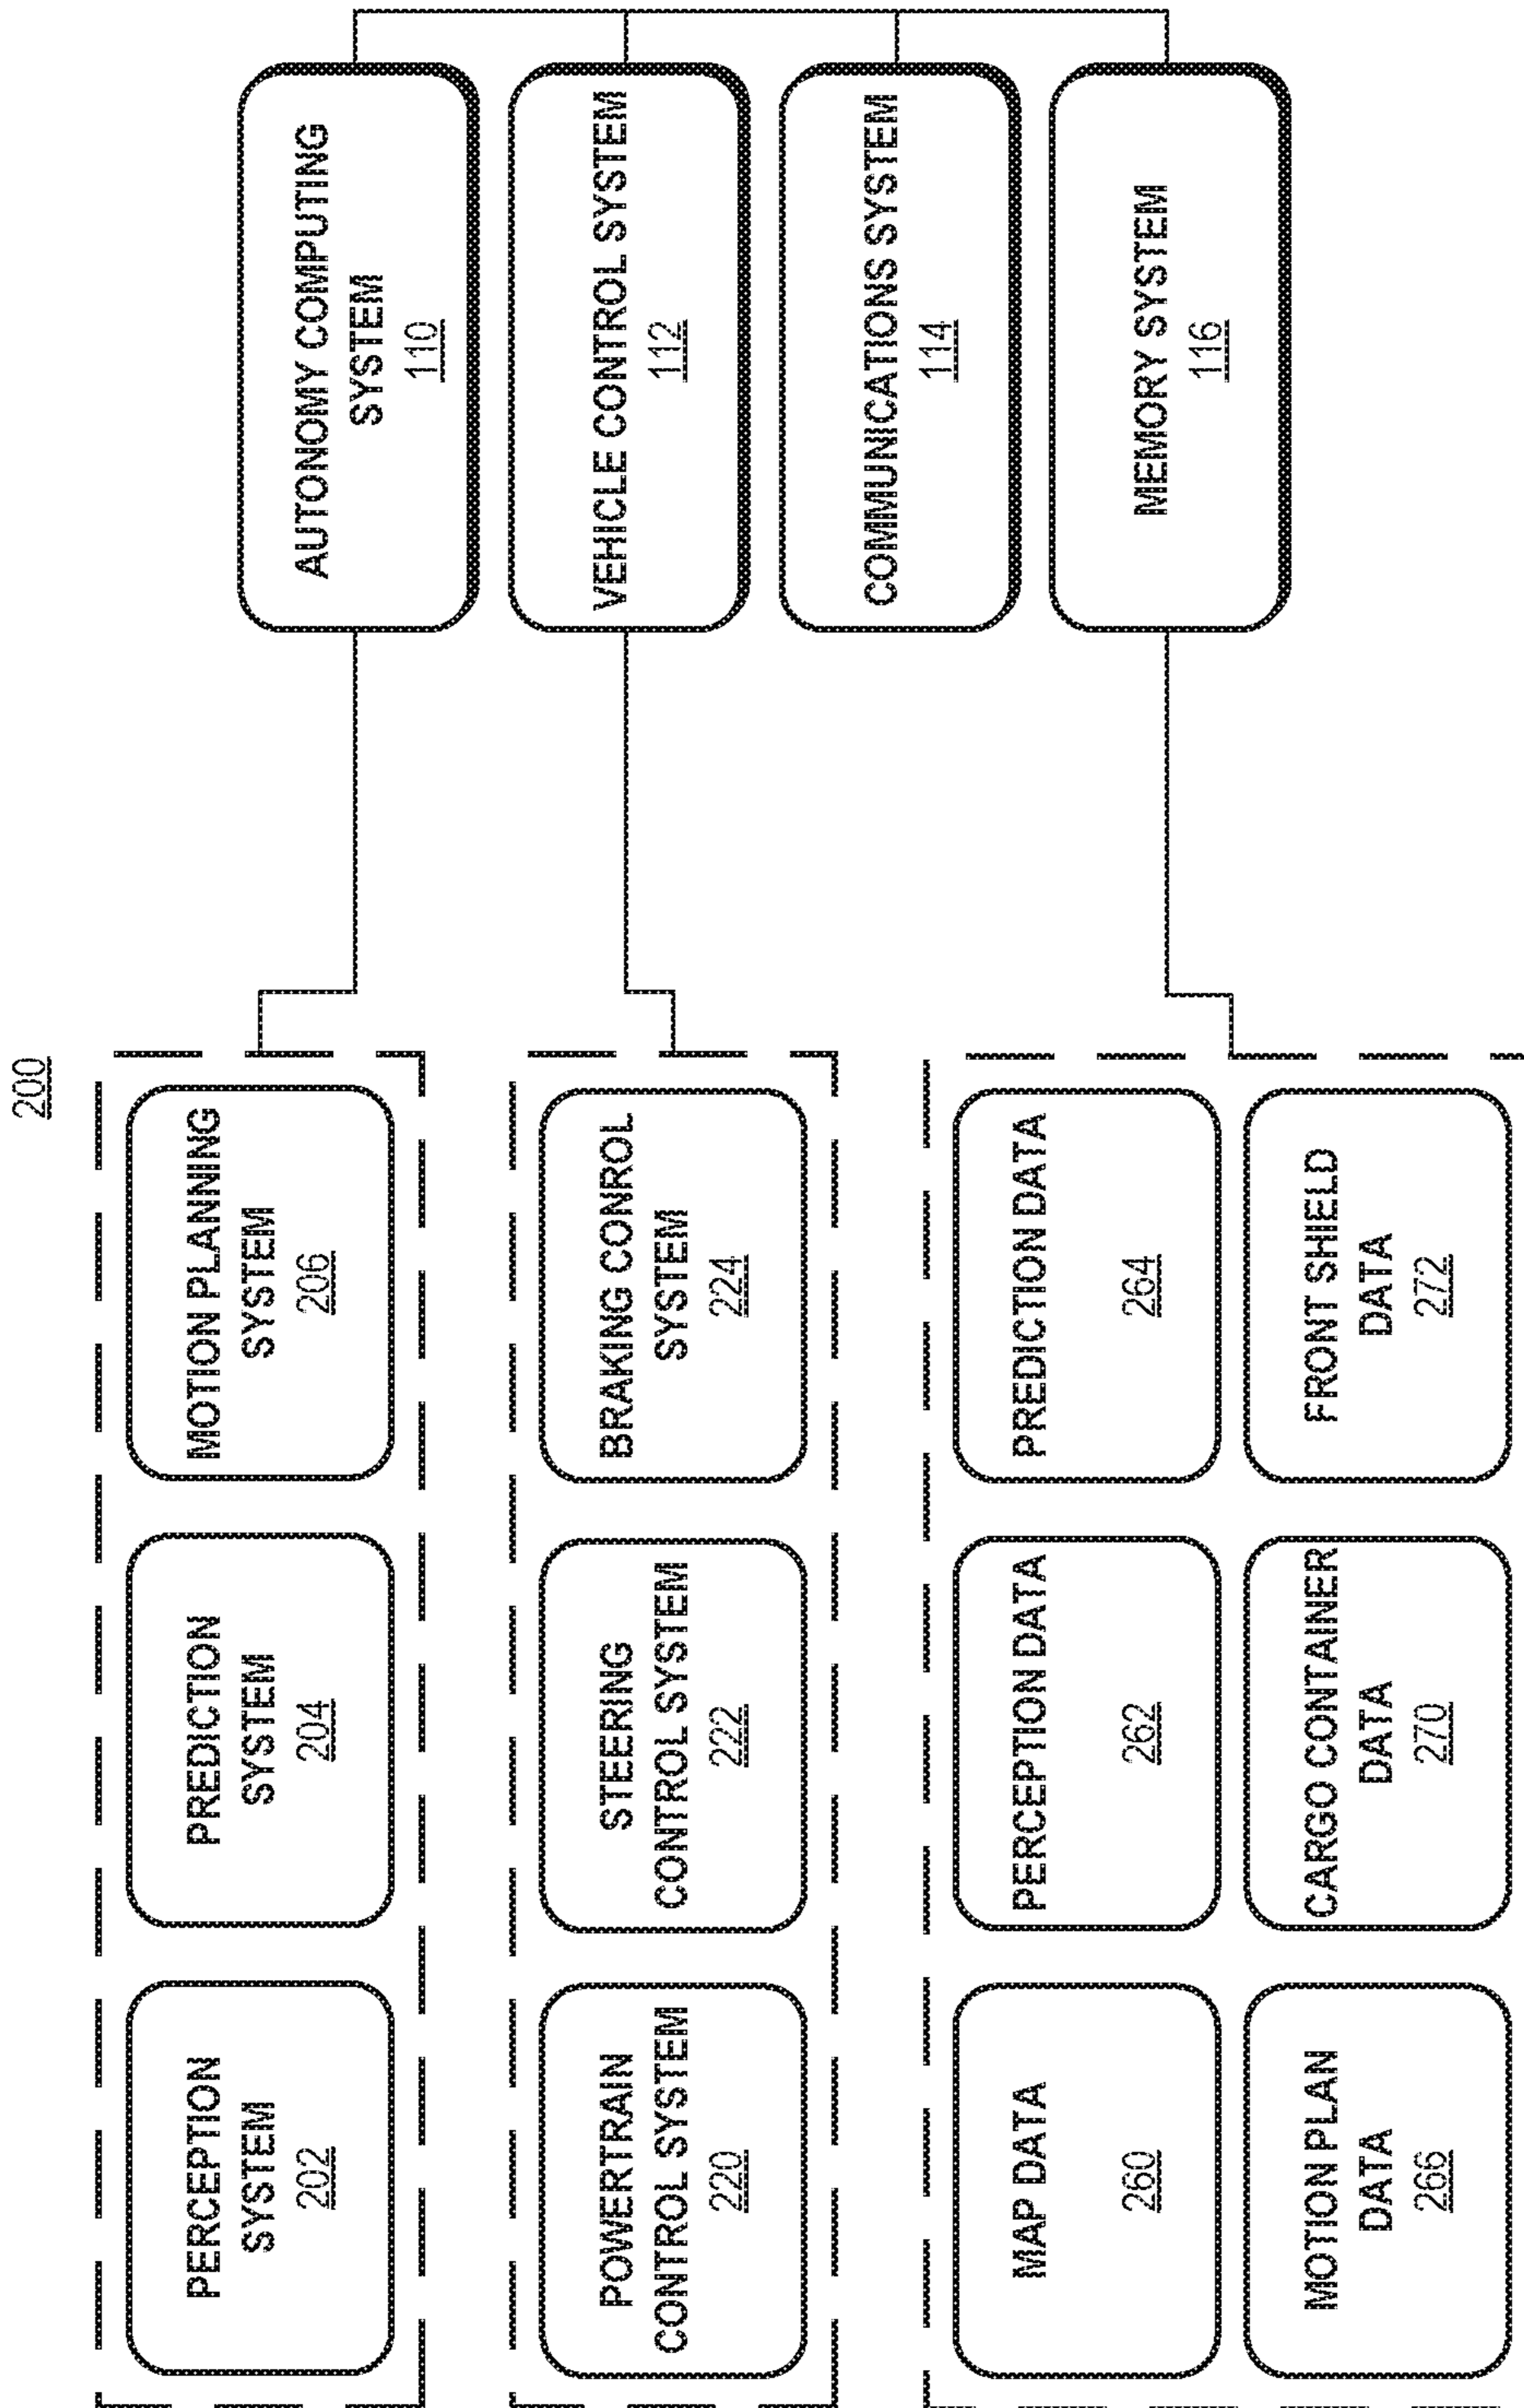 200
PERCEPTION
SYSTEM
202
PREDICTION
SYSTEM
204
MOTION PLANNING
SYSTEM
206
AUTONOMY COMPUTING
SYSTEM
110
POWERTRAIN
CONTROL SYSTEM
220
STEERING
CONTROL SYSTEM
222
BRAKING CONROL
SYSTEM
224
VEHICLE CONTROL SYSTEM
112
COMMUNICATIONS SYSTEM
114
MAP DATA
260
PERCEPTION DATA
262
PREDICTION DATA
264
MEMORY SYSTEM
116
MOTION PLAN
DATA
266
CARGO CONTAINER
DATA
270
FRONT SHIELD
DATA
272